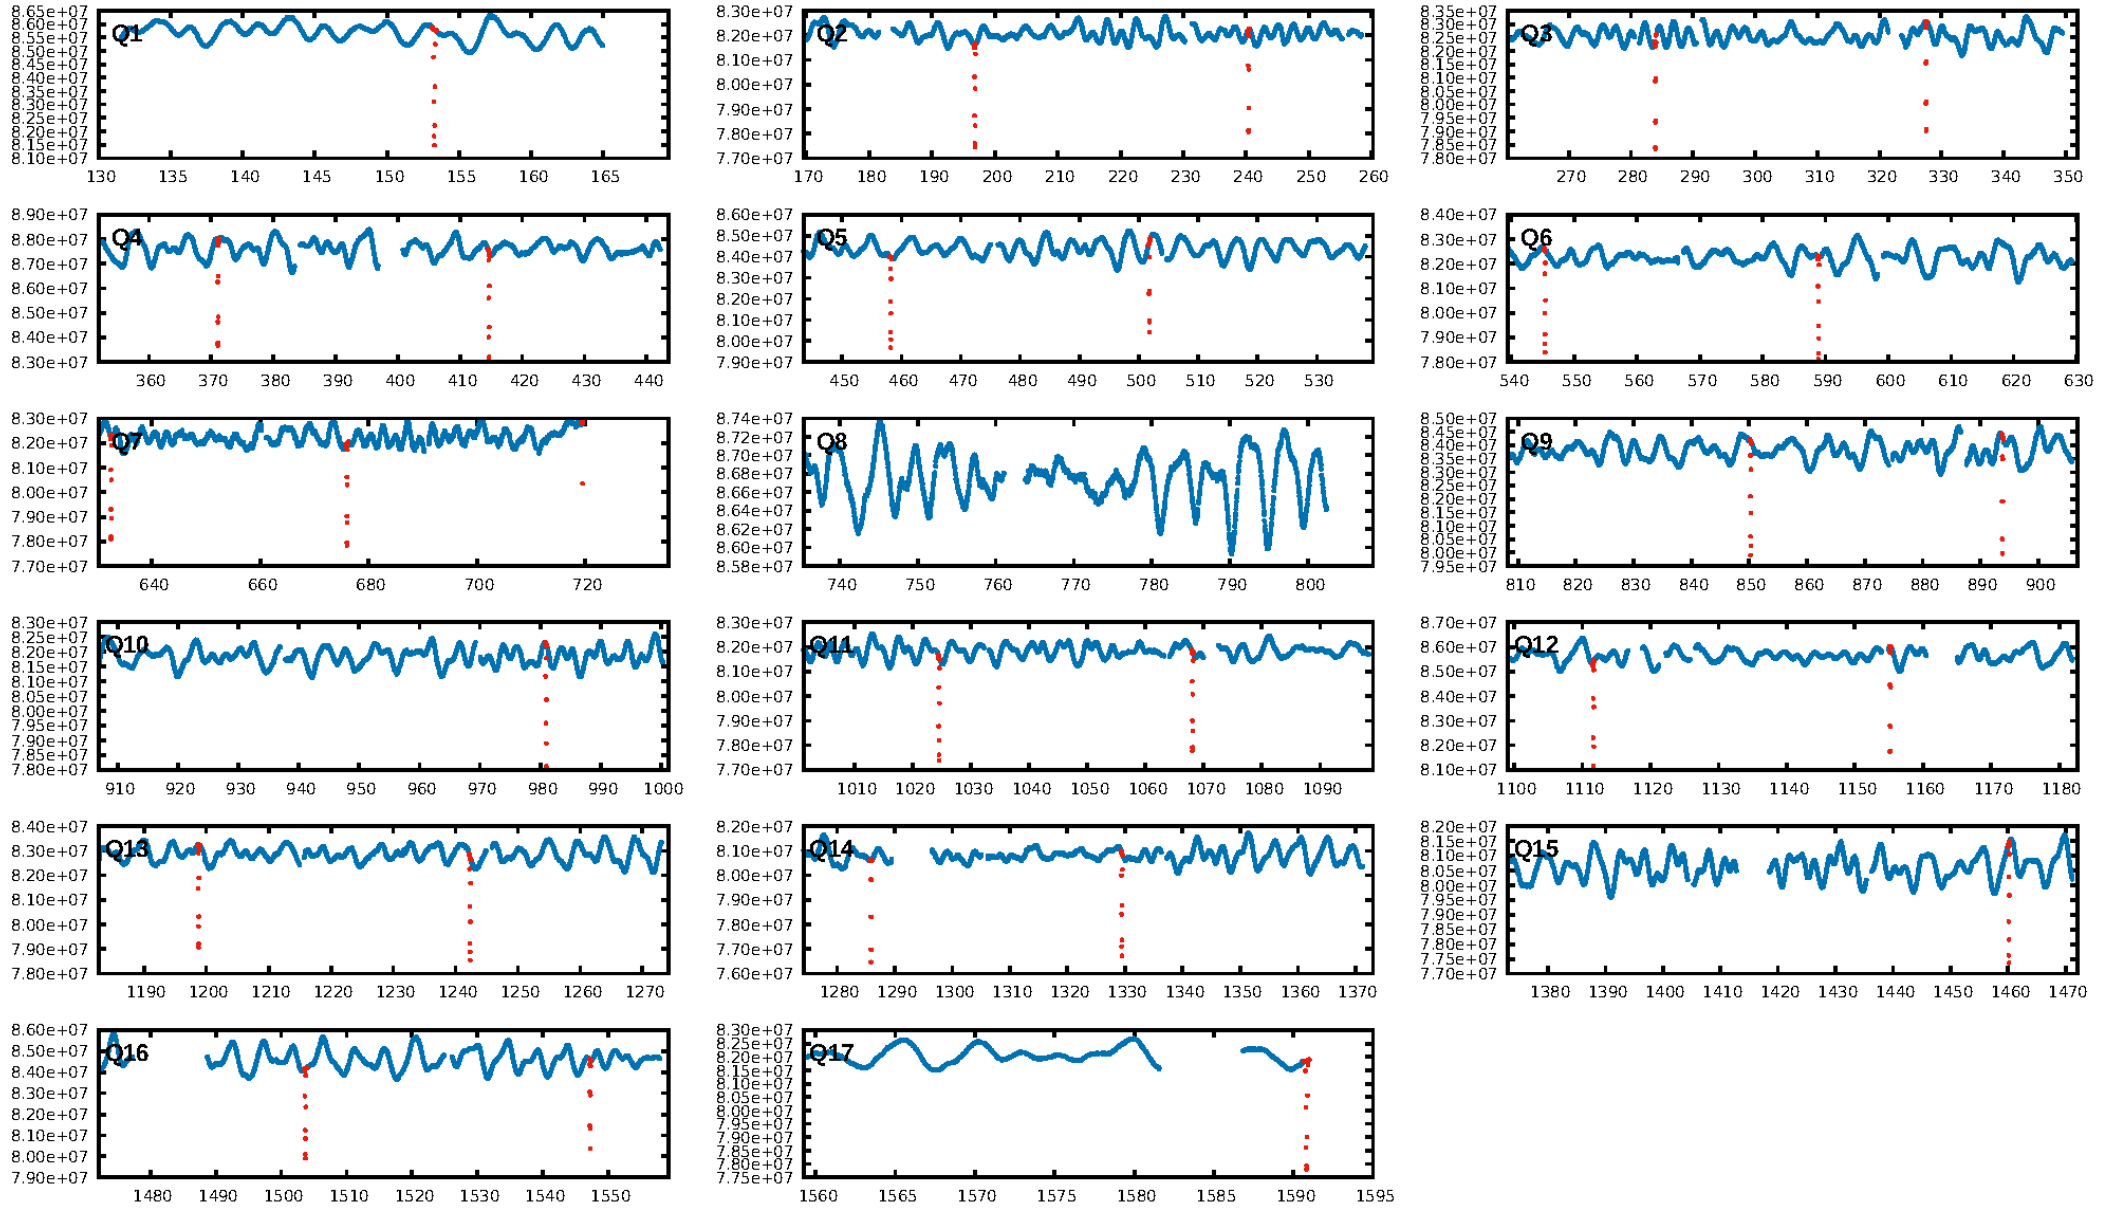 8.65e+07
8.60e+07
8.55e+07
8.50e+07
8.45e+07
8.40e+07
8.35e+07
8.30e+07
8.25e+07
8.20e+07
8.15e+07
8.10e+07
Q1
130 135 140 145 150 155 160 165
8.30e+07
8.20e+07
8.10e+07
8.00e+07
7.90e+07
7.80e+07
7.70e+07
Q2
170 180 190 200 210 220 230 240 250 260
8.35e+07
8.30e+07
8.25e+07
8.20e+07
8.15e+07
8.10e+07
8.05e+07
8.00e+07
7.95e+07
7.90e+07
7.85e+07
7.80e+07
Q3
270 280 290 300 310 320 330 340 350
8.90e+07
8.80e+07
8.70e+07
8.60e+07
8.50e+07
8.40e+07
8.30e+07
Q4
360 370 380 390 400 410 420 430 440
8.60e+07
8.50e+07
8.40e+07
8.30e+07
8.20e+07
8.10e+07
8.00e+07
7.90e+07
Q5
450 460 470 480 490 500 510 520 530
8.40e+07
8.30e+07
8.20e+07
8.10e+07
8.00e+07
7.90e+07
7.80e+07
Q6
540 550 560 570 580 590 600 610 620 630
8.30e+07
8.20e+07
8.10e+07
8.00e+07
7.90e+07
7.80e+07
7.70e+07
Q7
640 660 680 700 720
8.74e+07
8.72e+07
8.70e+07
8.68e+07
8.66e+07
8.64e+07
8.62e+07
8.60e+07
8.58e+07
Q8
740 750 760 770 780 790 800
8.50e+07
8.45e+07
8.40e+07
8.35e+07
8.30e+07
8.25e+07
8.20e+07
8.15e+07
8.10e+07
8.05e+07
8.00e+07
7.95e+07
Q9
810 820 830 840 850 860 870 880 890 900
8.30e+07
8.25e+07
8.20e+07
8.15e+07
8.10e+07
8.05e+07
8.00e+07
7.95e+07
7.90e+07
7.85e+07
7.80e+07
Q10
910 920 930 940 950 960 970 980 990 1000
8.30e+07
8.20e+07
8.10e+07
8.00e+07
7.90e+07
7.80e+07
7.70e+07
Q11
1010 1020 1030 1040 1050 1060 1070 1080 1090
8.70e+07
8.60e+07
8.50e+07
8.40e+07
8.30e+07
8.20e+07
8.10e+07
Q12
1100 1110 1120 1130 1140 1150 1160 1170 1180
8.40e+07
8.30e+07
8.20e+07
8.10e+07
8.00e+07
7.90e+07
7.80e+07
Q13
1190 1200 1210 1220 1230 1240 1250 1260 1270
8.20e+07
8.10e+07
8.00e+07
7.90e+07
7.80e+07
7.70e+07
7.60e+07
Q14
1280 1290 1300 1310 1320 1330 1340 1350 1360 1370
8.20e+07
8.15e+07
8.10e+07
8.05e+07
8.00e+07
7.95e+07
7.90e+07
7.85e+07
7.80e+07
7.75e+07
7.70e+07
Q15
1380 1390 1400 1410 1420 1430 1440 1450 1460 1470
8.60e+07
8.50e+07
8.40e+07
8.30e+07
8.20e+07
8.10e+07
8.00e+07
7.90e+07
Q16
1480 1490 1500 1510 1520 1530 1540 1550
8.30e+07
8.25e+07
8.20e+07
8.15e+07
8.10e+07
8.05e+07
8.00e+07
7.95e+07
7.90e+07
7.85e+07
7.80e+07
7.75e+07
Q17
1560 1565 1570 1575 1580 1585 1590 1595